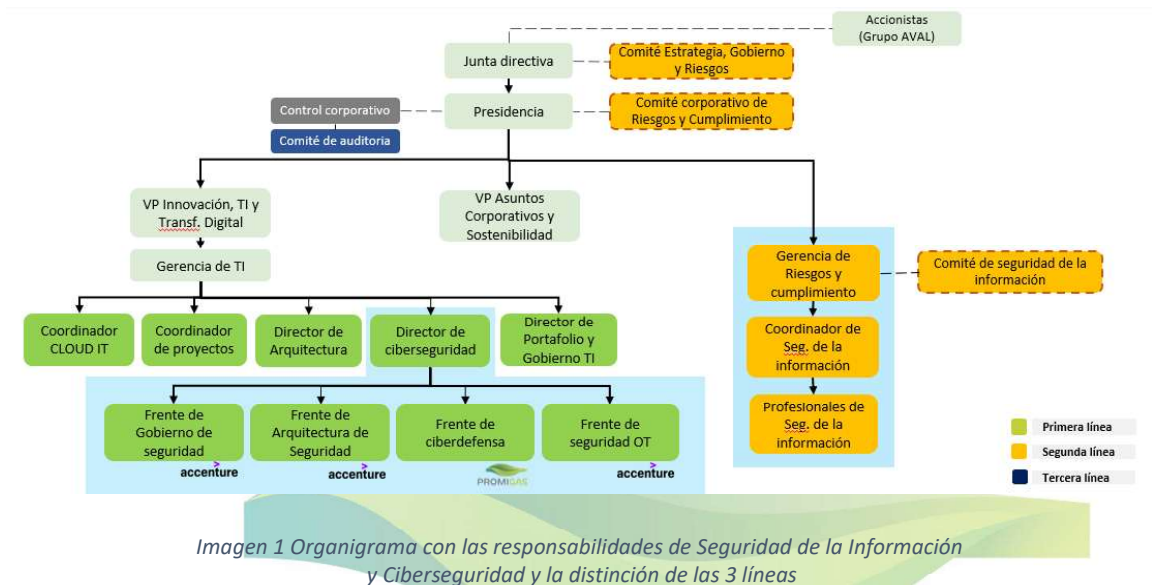 Accionistas
(Grupo AVAL)
Junta directiva
Comité Estrategia, Gobierno
y Riesgos
Control corporativo
Presidencia
Comité corporativo de
Riesgos y Cumplimiento
Comité de auditoria
VP Innovación, TI y
Transf. Digital
VP Asuntos
Corporativos y
Sostenibilidad
Gerencia de TI
Gerencia de
Riesgos y
cumplimiento
Comité de seguridad de la
información
Coordinador
CLOUD IT
Coordinador
de proyectos
Director de
Arquitectura
Director de
ciberseguridad
Director de
Portafolio y
Gobierno TI
Coordinador de
Seg. de la
información
Frente de
Gobierno de
seguridad
accenture
Frente de
Arquitectura de
Seguridad
accenture
Frente de
ciberdefensa
PROMIGAS
Frente de
seguridad OT
accenture
Profesionales de
Seg. de la
información
Primera línea
Segunda línea
Tercera línea
Imagen 1 Organigrama con las responsabilidades de Seguridad de la Información
y Ciberseguridad y la distinción de las 3 líneas